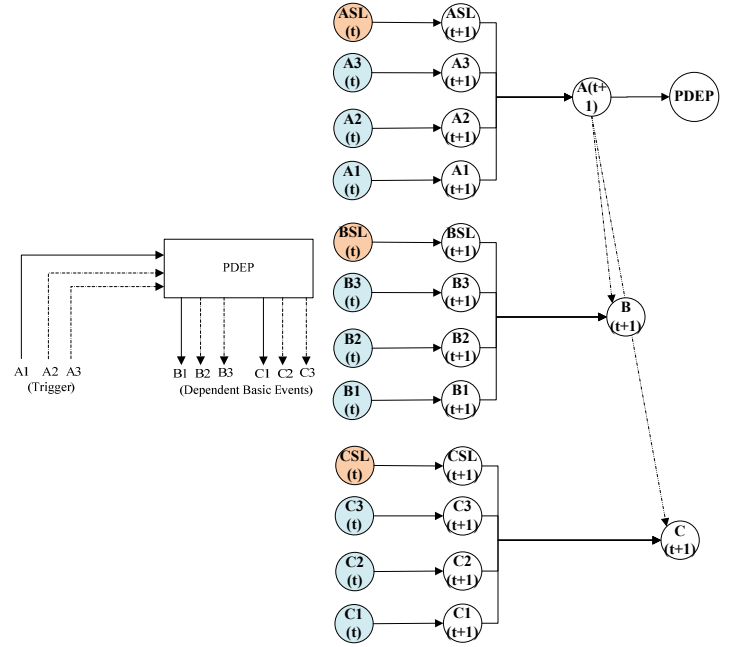 ASL
(t)
ASL
(t+1)
A3
(t)
A3
(t+1)
A(t+
1)
PDEP
A2
(t)
A2
(t+1)
A1
(t)
A1
(t+1)
BSL
(t)
BSL
(t+1)
PDEP
B3
(t)
B3
(t+1)
B
(t+1)
B2
(t)
B2
(t+1)
A1 A2 A3
(Trigger)
B1 B2 B3 C1 C2 C3
(Dependent Basic Events)
B1
(t)
B1
(t+1)
CSL
(t)
CSL
(t+1)
C3
(t)
C3
(t+1)
C
(t+1)
C2
(t)
C2
(t+1)
C1
(t)
C1
(t+1)